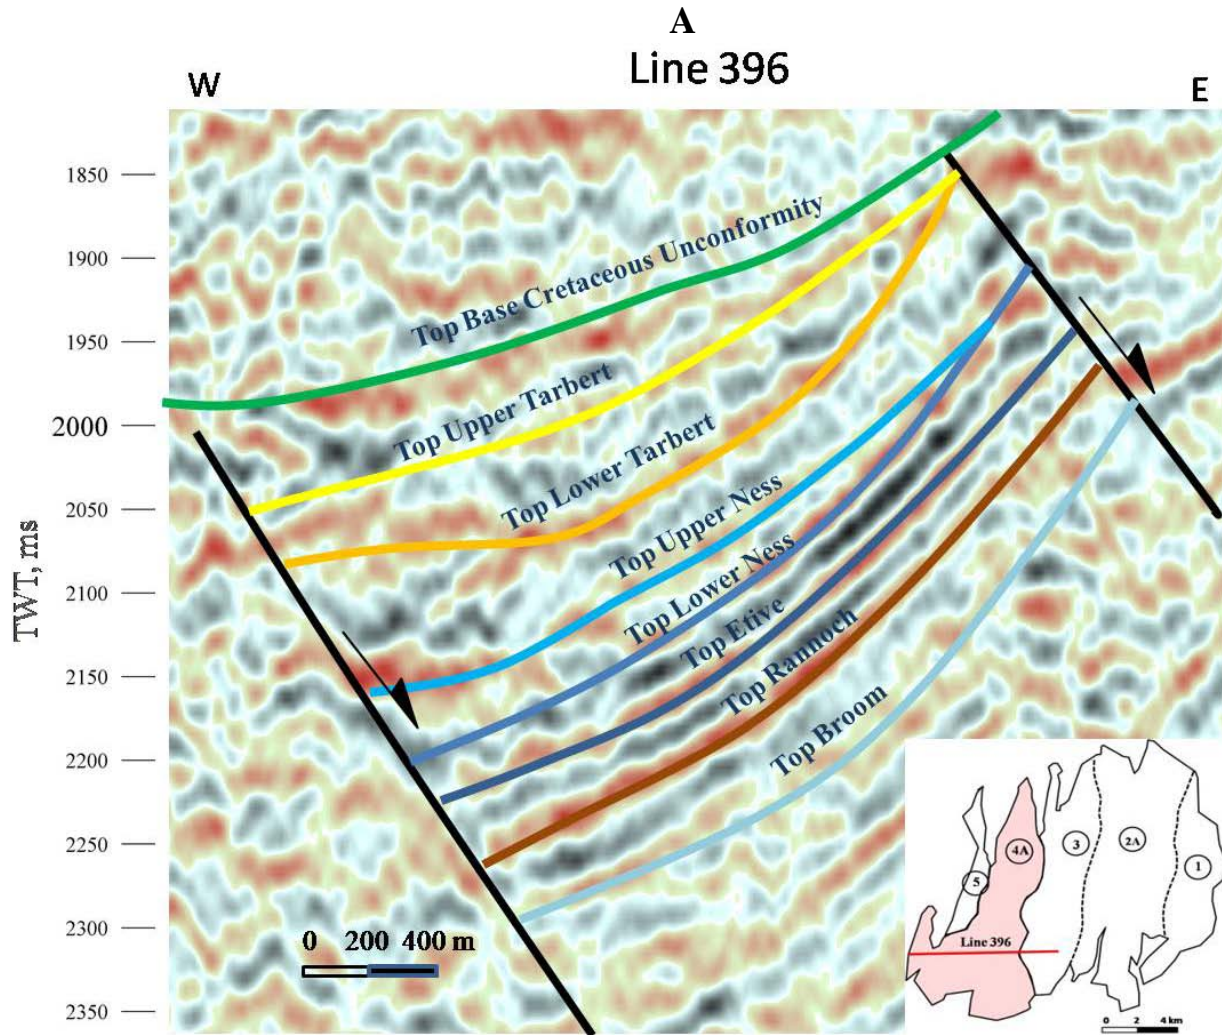 A
Line 396
W
E
1850
1900
1950
2000
2050
2100
2150
2200
2250
2300
2350
TWT, ms
Top Base Cretaceous Unconformity
Top Upper Tarbert
Top Lower Tarbert
Top Upper Ness
Top Lower Ness
Top Etive
Top Rannoch
Top Broom
0 200 400 m
4A
3
2A
1
5
Line 396
0 2 4 km